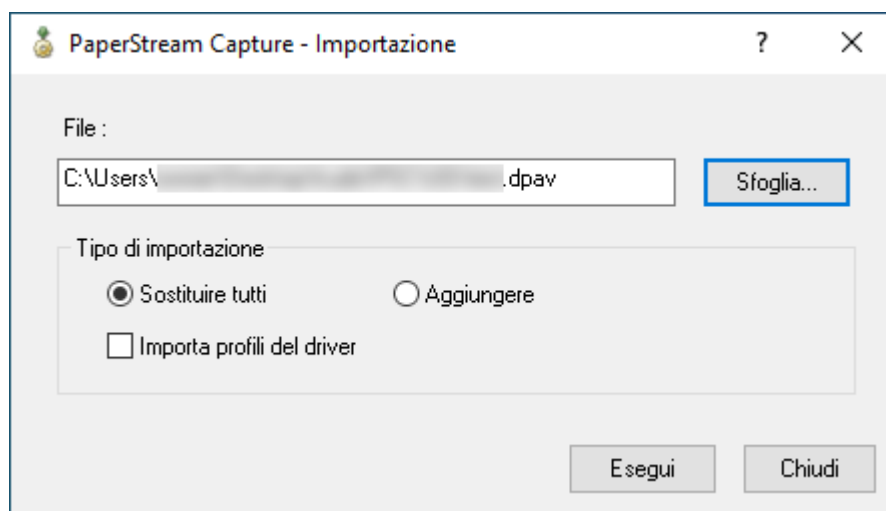 PaperStream Capture - Importazione
File :
C:\Users\ .dpav
Sfoglia...
Tipo di importazione
Sostituire tutti Aggiungere
Importa profili del driver
Esegui Chiudi